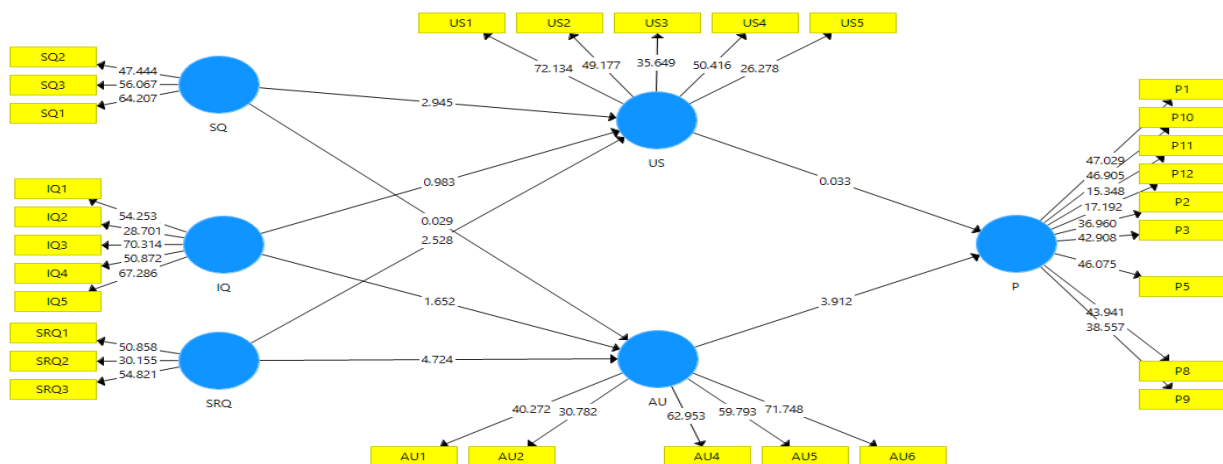 US1 US2 US3 US4 US5
72.134 49.177 35.649 50.416 26.278
US
SQ2
SQ3
SQ1
47.444
56.067
64.207
SQ
2.945
0.983
0.029
2.528
IQ1
IQ2
IQ3
IQ4
IQ5
54.253
28.701
70.314
50.872
67.286
IQ
1.652
SRQ1
SRQ2
SRQ3
50.858
30.155
54.821
SRQ
4.724
0.033
3.912
AU
40.272 30.782 62.953 59.793 71.748
AU1 AU2 AU4 AU5 AU6
P
47.029
46.905
15.348
17.192
36.960
42.908
46.075
43.941
38.557
P1
P10
P11
P12
P2
P3
P5
P8
P9